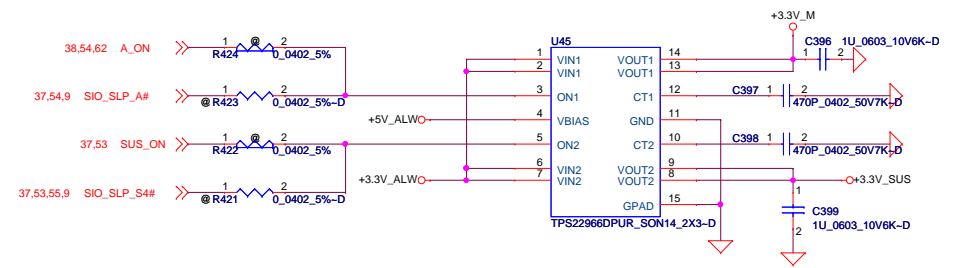 +3.3V_M
38,54,62 A_ON
1 @ 2
R424 0_0402_5%
U45
C396 1U_0603_10V6K~D
1 2
1 VIN1 VOUT1 14
2 VIN1 VOUT1 13
37,54,9 SIO_SLP_A#
1 2
@ R423 0_0402_5%~D
3 ON1 CT1 12
C397 1 2
470P_0402_50V7K~D
+5V_ALW
4 VBIAS GND 11
37,53 SUS_ON
1 @ 2
R422 0_0402_5%
5 ON2 CT2 10
C398 1 2
470P_0402_50V7K~D
6 VIN2 VOUT2 9
+3.3V_ALW
7 VIN2 VOUT2 8
+3.3V_SUS
37,53,55,9 SIO_SLP_S4#
1 2
@ R421 0_0402_5%~D
GPAD 15
1
C399
1U_0603_10V6K~D
2
TPS22966DPUR_SON14_2X3~D